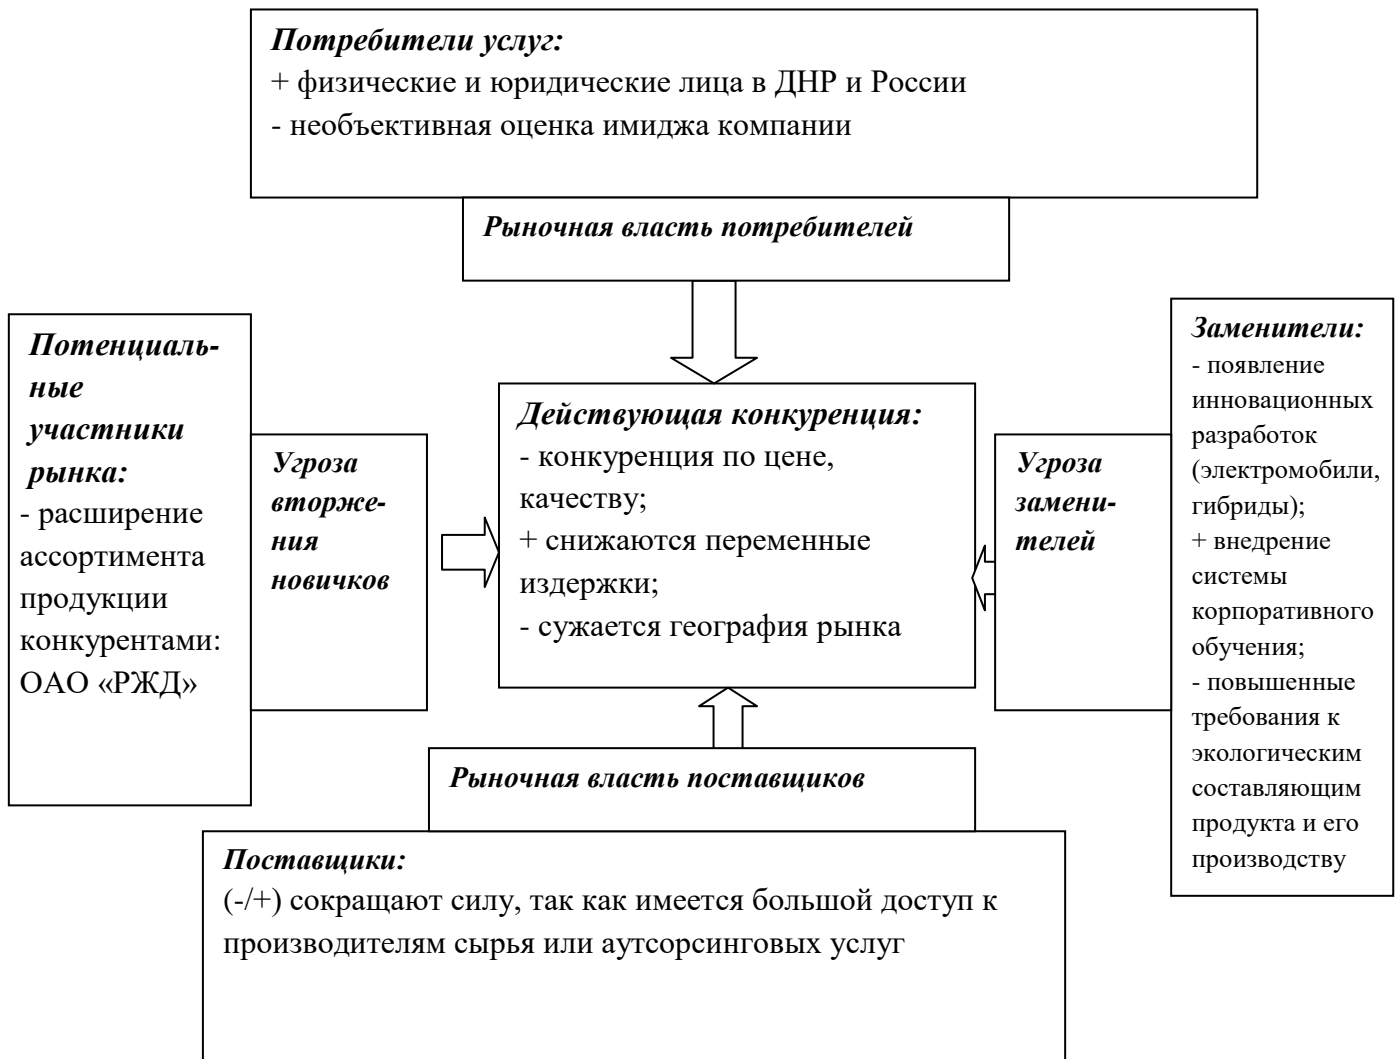 Потребители услуг:
+ физические и юридические лица в ДНР и России
- необъективная оценка имиджа компании
Рыночная власть потребителей
Потенциаль-
ные
участники
рынка:
- расширение
ассортимента
продукции
конкурентами:
ОАО «РЖД»
Угроза
вторже-
ния
новичков
Действующая конкуренция:
- конкуренция по цене,
качеству;
+ снижаются переменные
издержки;
- сужается география рынка
Угроза
замени-
телей
Заменители:
- появление
инновационных
разработок
(электромобили,
гибриды);
+ внедрение
системы
корпоративного
обучения;
- повышенные
требования к
экологическим
составляющим
продукта и его
производству
Рыночная власть поставщиков
Поставщики:
(-/+) сокращают силу, так как имеется большой доступ к
производителям сырья или аутсорсинговых услуг